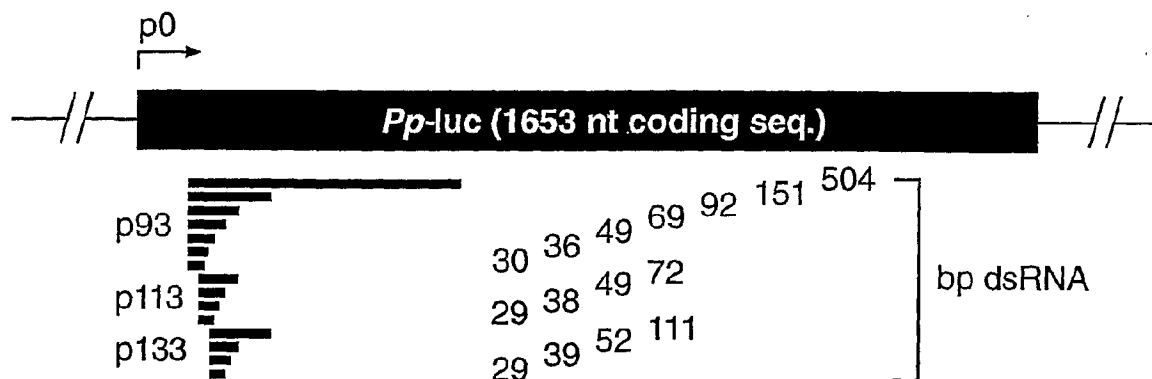 p0
Pp-luc (1653 nt coding seq.)
p93
30 36 49 69 92 151 504
p113
29 38 49 72
bp dsRNA
p133
29 39 52 111